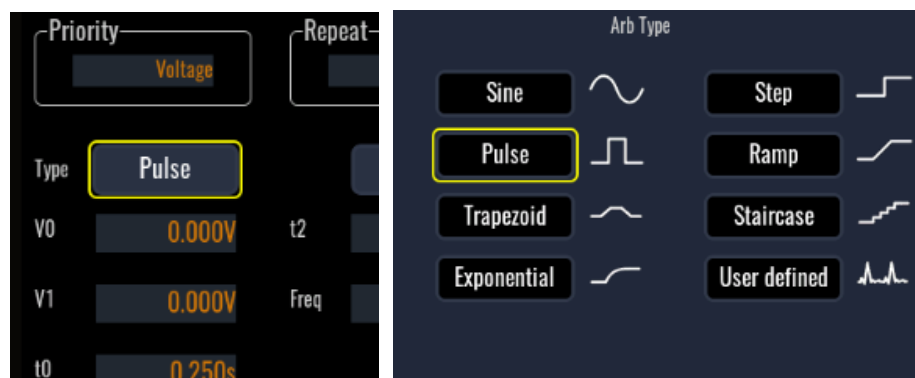 Priority
Repeat
Voltage
Type
Pulse
V0
0.000V
t2
V1
0.000V
Freq
t0
0.250s
Arb Type
Sine
Step
Pulse
Ramp
Trapezoid
Staircase
Exponential
User defined